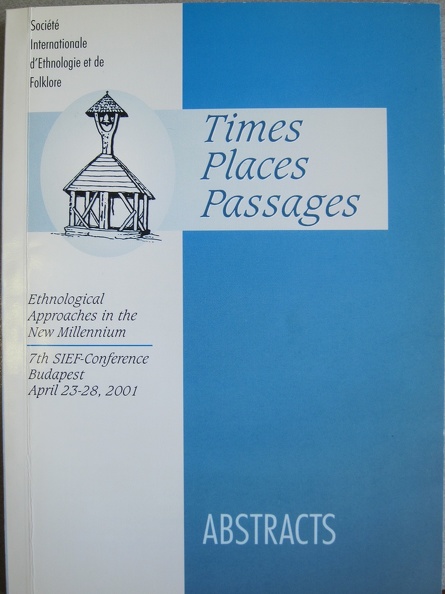 Société
Internationale
d'Ethnologie et de
Folklore
Times
Places
Passages
Ethnological
Approaches in the
New Millennium
7th SIEF-Conference
Budapest
April 23-28, 2001
ABSTRACTS